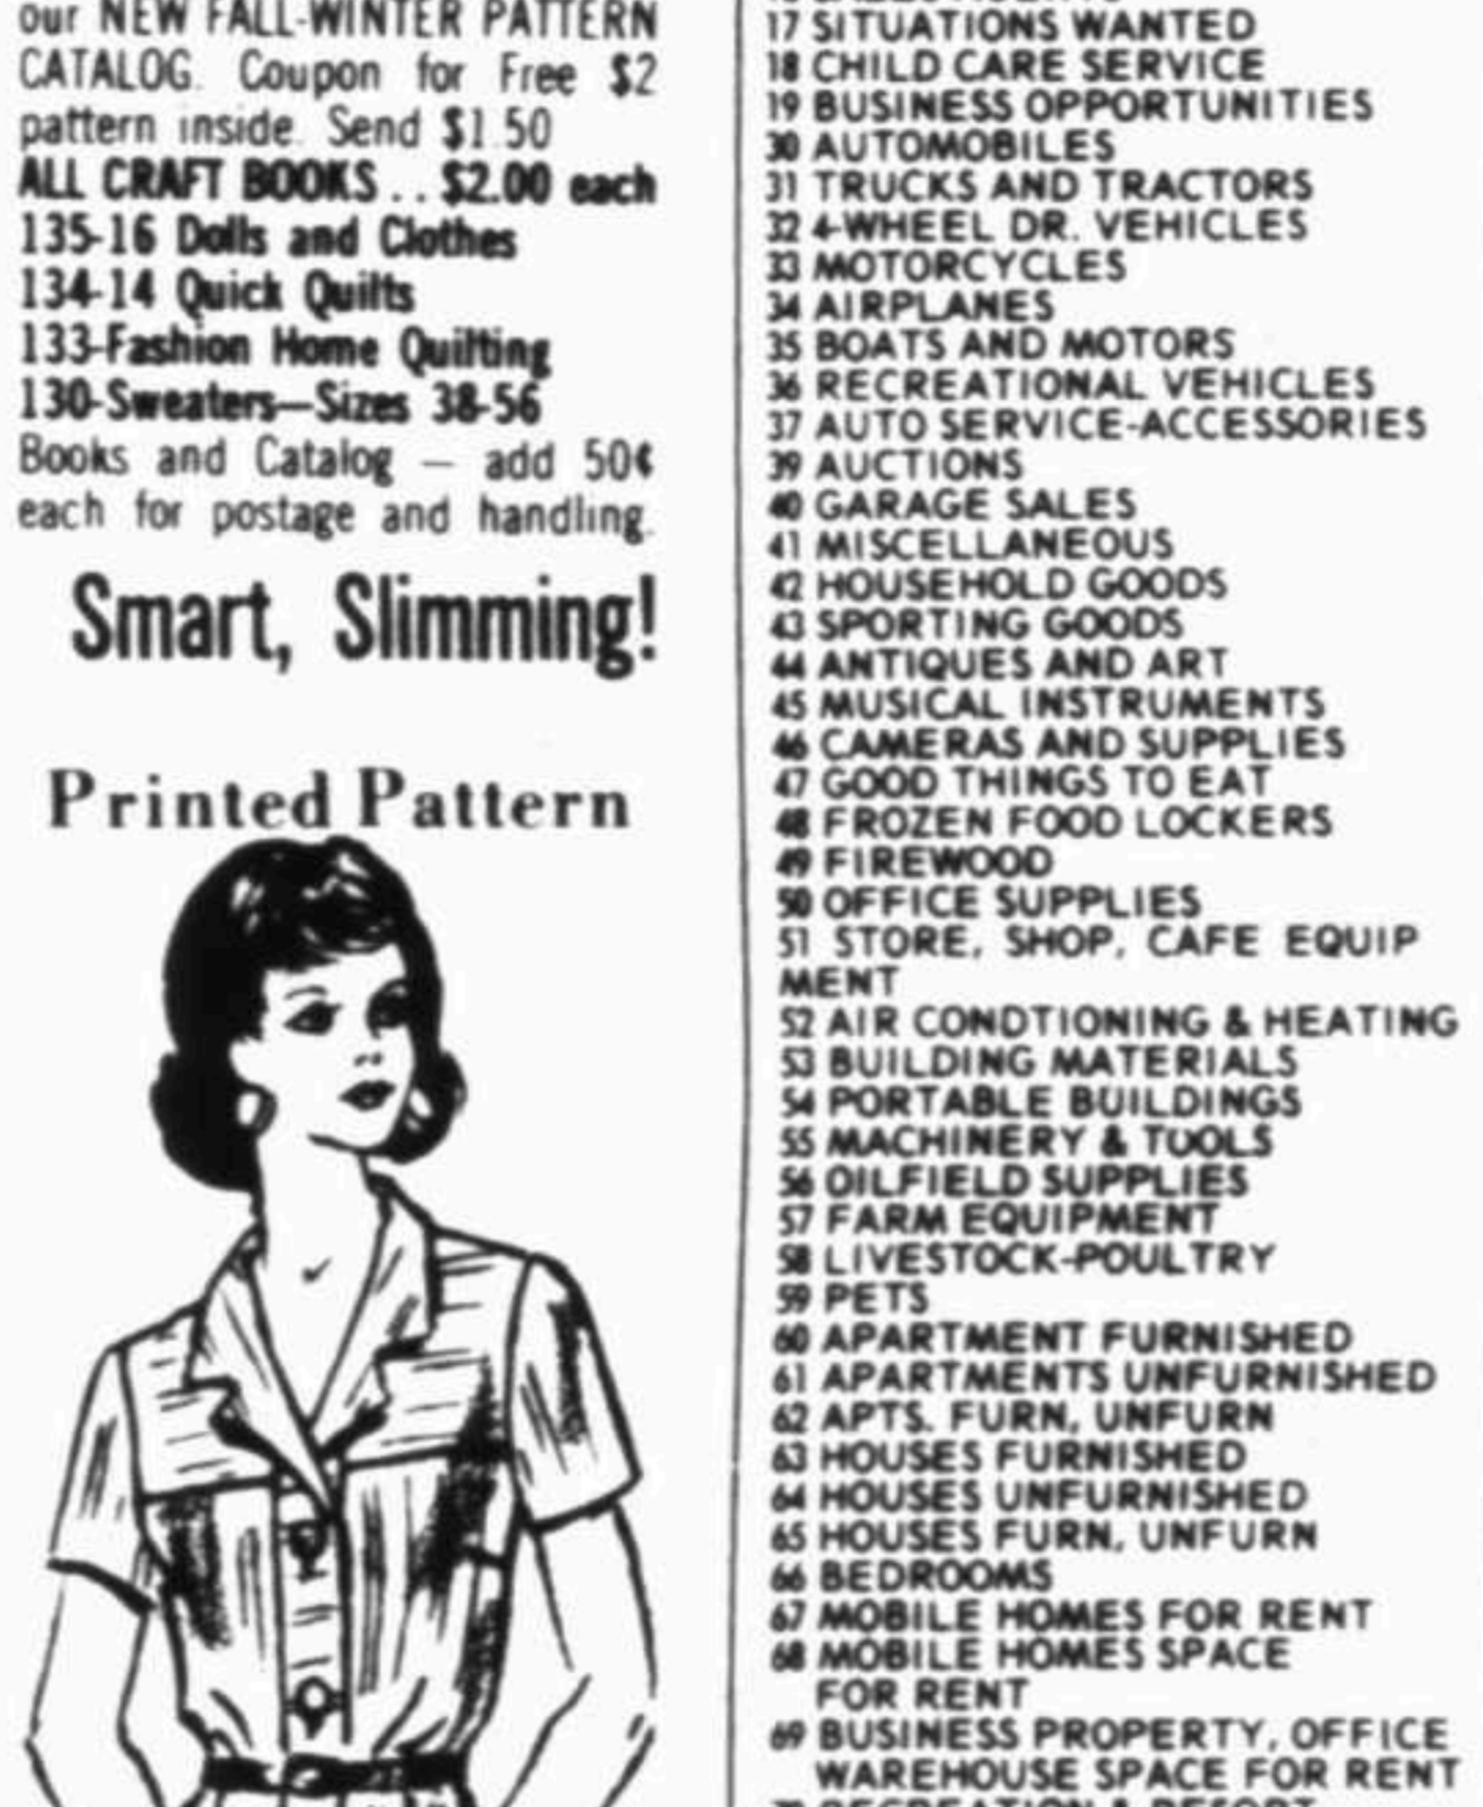 our NEW FALL-WINTER PATTERN
CATALOG. Coupon for Free $2
pattern inside. Send $1.50
ALL CRAFT BOOKS . . $2.00 each
135-16 Dolls and Clothes
134-14 Quick Quilts
133-Fashion Home Quilting
130-Sweaters—Sizes 38-56
Books and Catalog — add 50¢
each for postage and handling.
Smart, Slimming!
Printed Pattern
17 SITUATIONS WANTED
18 CHILD CARE SERVICE
19 BUSINESS OPPORTUNITIES
30 AUTOMOBILES
31 TRUCKS AND TRACTORS
32 4-WHEEL DR. VEHICLES
33 MOTORCYCLES
34 AIRPLANES
35 BOATS AND MOTORS
36 RECREATIONAL VEHICLES
37 AUTO SERVICE-ACCESSORIES
39 AUCTIONS
40 GARAGE SALES
41 MISCELLANEOUS
42 HOUSEHOLD GOODS
43 SPORTING GOODS
44 ANTIQUES AND ART
45 MUSICAL INSTRUMENTS
46 CAMERAS AND SUPPLIES
47 GOOD THINGS TO EAT
48 FROZEN FOOD LOCKERS
49 FIREWOOD
50 OFFICE SUPPLIES
51 STORE, SHOP, CAFE EQUIP
MENT
52 AIR CONDTIONING & HEATING
53 BUILDING MATERIALS
54 PORTABLE BUILDINGS
55 MACHINERY & TOOLS
56 OILFIELD SUPPLIES
57 FARM EQUIPMENT
58 LIVESTOCK-POULTRY
59 PETS
60 APARTMENT FURNISHED
61 APARTMENTS UNFURNISHED
62 APTS. FURN, UNFURN
63 HOUSES FURNISHED
64 HOUSES UNFURNISHED
65 HOUSES FURN, UNFURN
66 BEDROOMS
67 MOBILE HOMES FOR RENT
68 MOBILE HOMES SPACE
FOR RENT
69 BUSINESS PROPERTY, OFFICE
WAREHOUSE SPACE FOR RENT